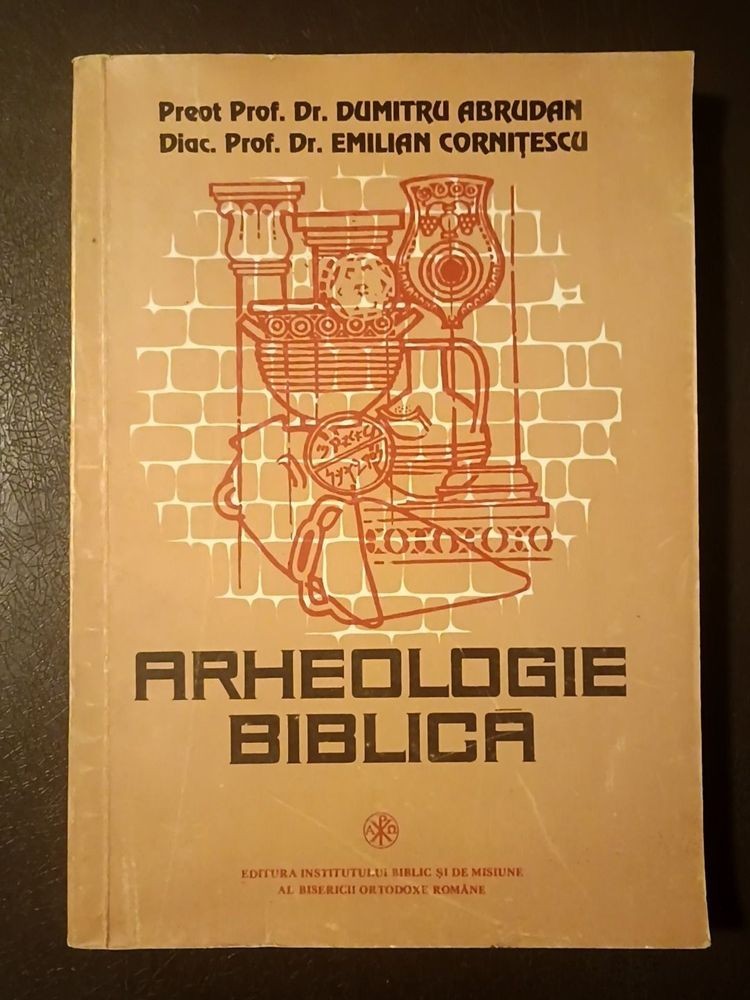 Preot Prof. Dr. DUMITRU ABRUDAN
Diac. Prof. Dr. EMILIAN CORNIȚESCU
ARHEOLOGIE
BIBLICĂ
EDITURA INSTITUTULUI BIBLIC ȘI DE MISIUNE
AL BISERICII ORTODOXE ROMÂNE